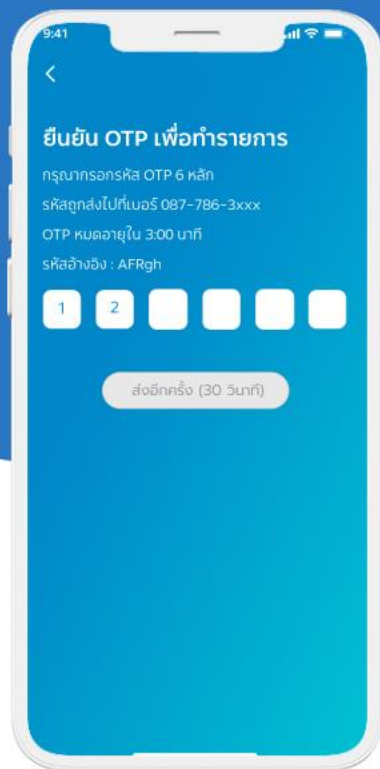 9:41
ยืนยัน OTP เพื่อทำรายการ
กรุณากรอกรหัส OTP 6 หลัก
รหัสถูกส่งไปที่เบอร์ 087-786-3xxx
OTP หมดอายุใน 3:00 นาที
รหัสอ้างอิง : AFRgh
1 2
ส่งอีกครั้ง (30 วินาที)